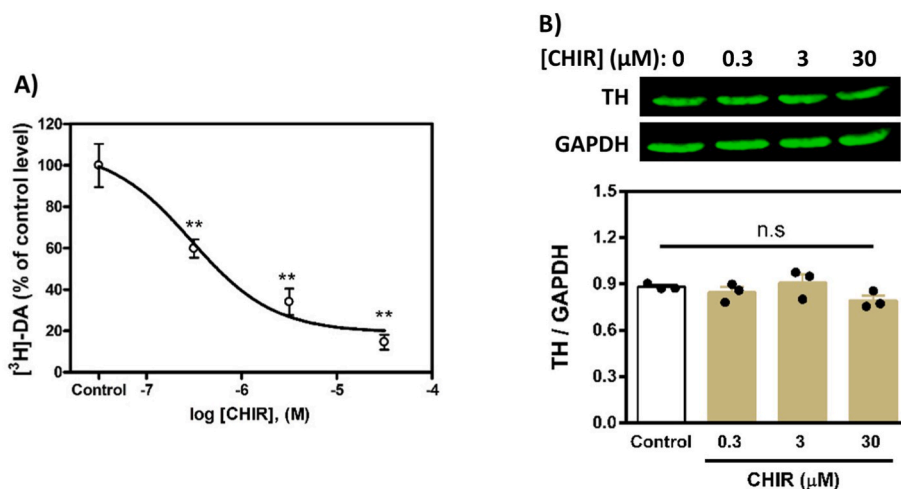 A)
[³H]-DA (% of control level)
120
100
80
60
40
20
0
**
**
**
Control -7 -6 -5 -4
log [CHIR], (M)
B)
[CHIR] (µM): 0 0.3 3 30
TH
GAPDH
TH / GAPDH
1.5
1.2
0.9
0.6
0.3
0.0
n.s
Control 0.3 3 30
CHIR (µM)